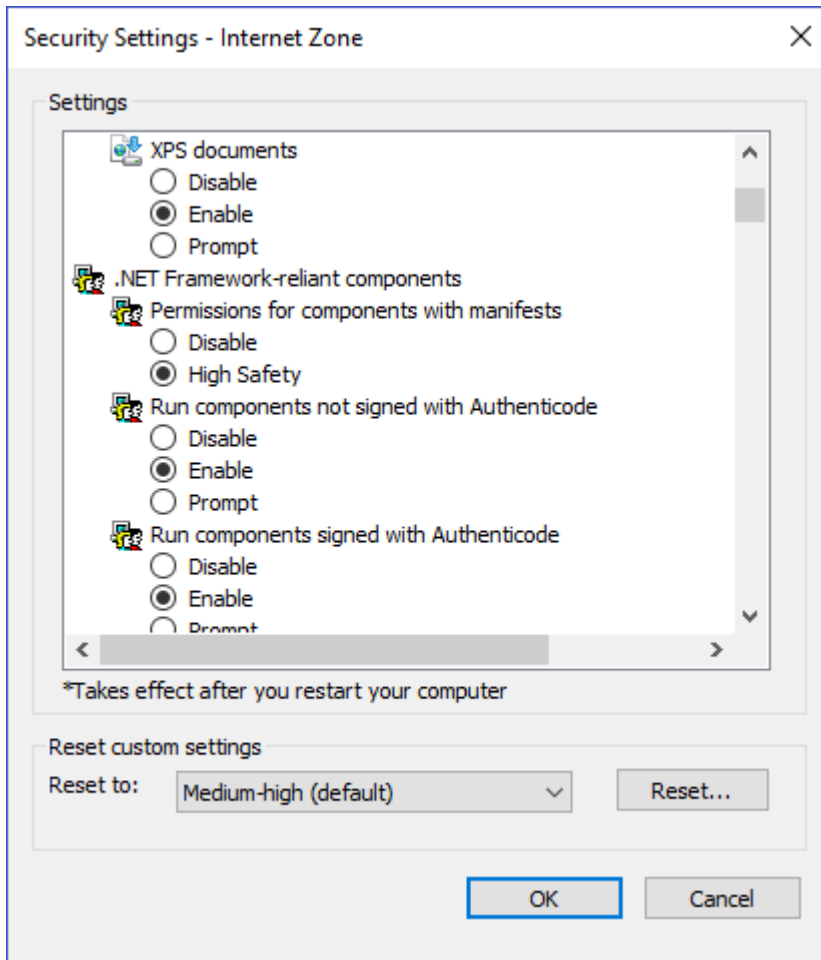 Security Settings - Internet Zone
Settings
XPS documents
Disable
Enable
Prompt
.NET Framework-reliant components
Permissions for components with manifests
Disable
High Safety
Run components not signed with Authenticode
Disable
Enable
Prompt
Run components signed with Authenticode
Disable
Enable
Prompt
*Takes effect after you restart your computer
Reset custom settings
Reset to: Medium-high (default) Reset...
OK Cancel